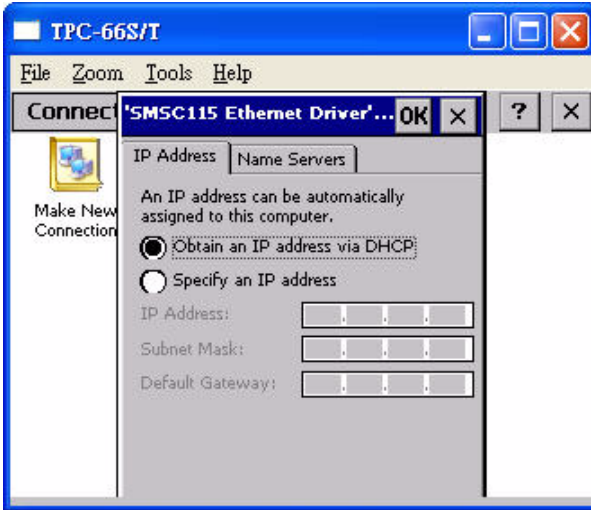 TPC-66S/T
File Zoom Tools Help
Connect
'SMSC115 Ethernet Driver'... OK ×
? ×
Make New
Connection
IP Address Name Servers
An IP address can be automatically
assigned to this computer.
Obtain an IP address via DHCP
Specify an IP address
IP Address:
Subnet Mask:
Default Gateway: